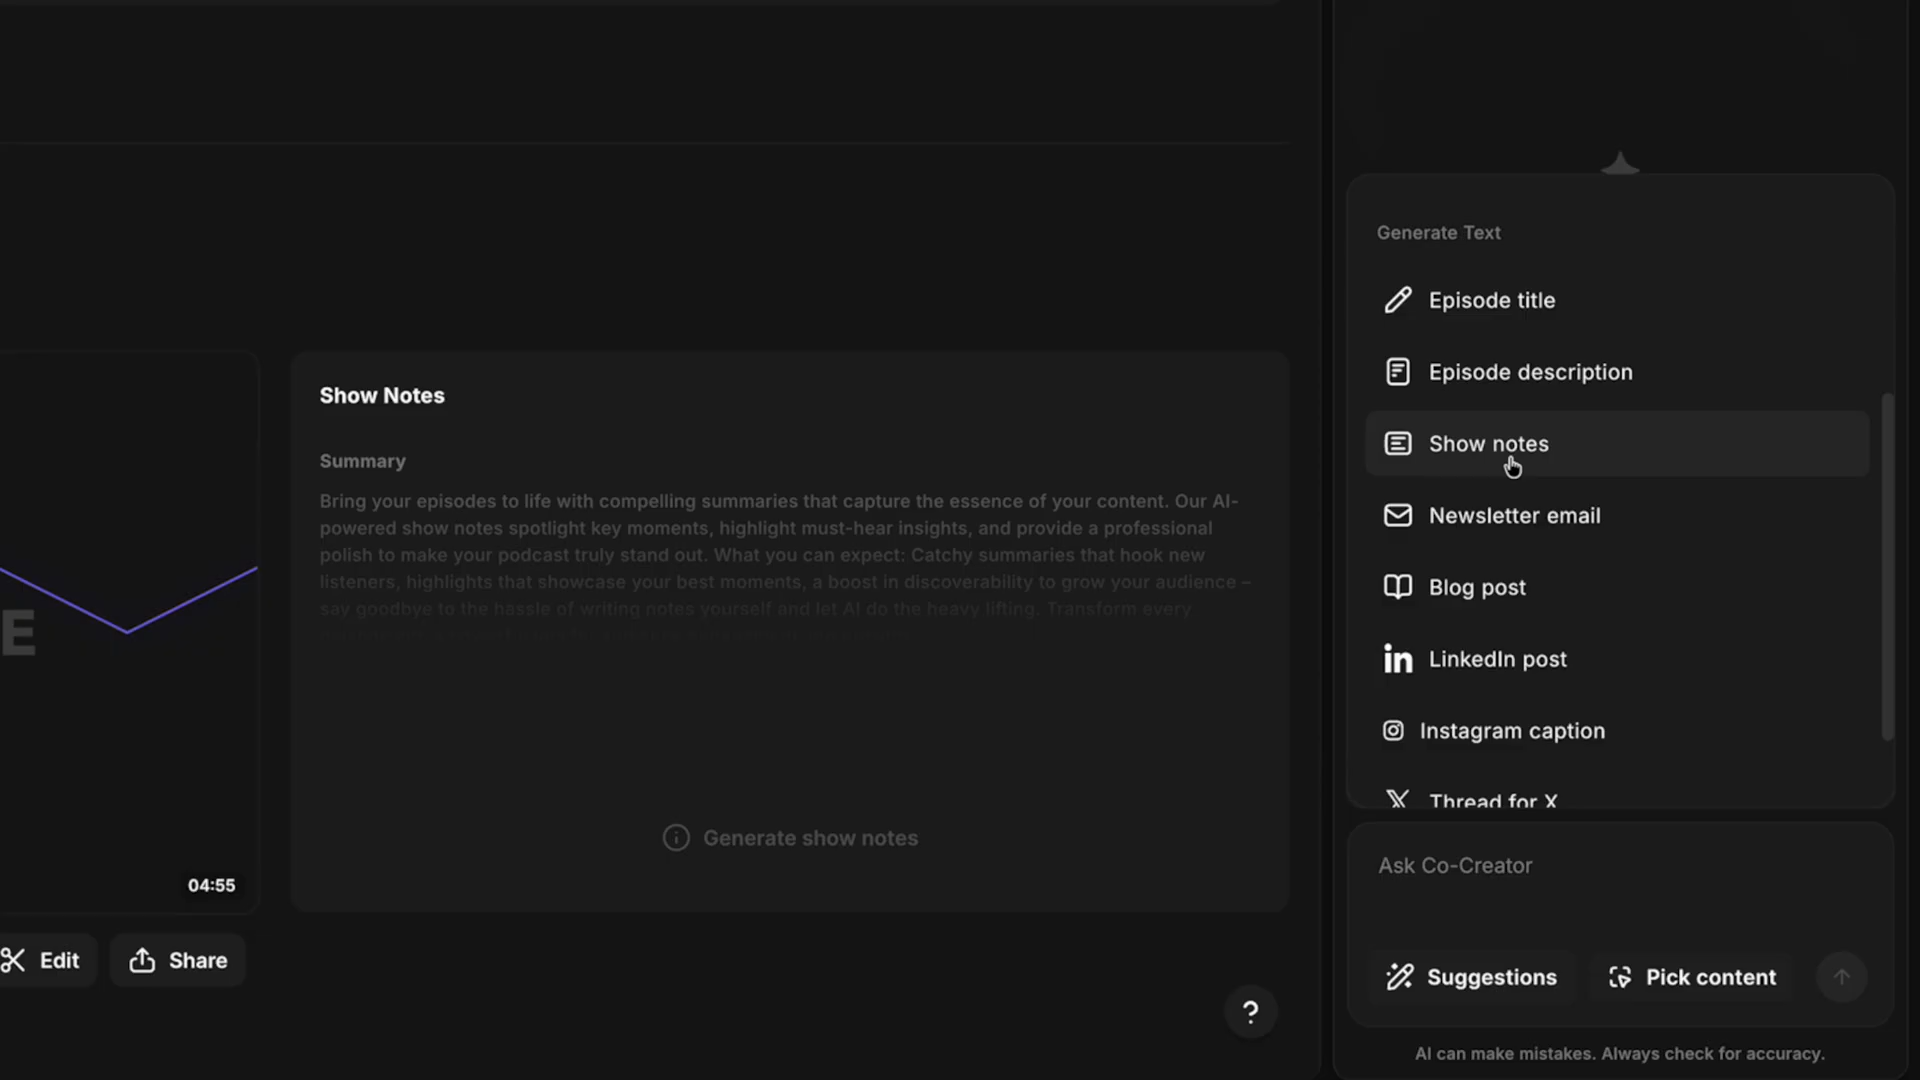 Generate Text
Episode title
Episode description
Show notes
Newsletter email
Blog post
LinkedIn post
Instagram caption
Thread for X
Show Notes
Summary
Bring your episodes to life with compelling summaries that capture the essence of your content. Our AI-
powered show notes spotlight key moments, highlight must-hear insights, and provide a professional
polish to make your podcast truly stand out. What you can expect: Catchy summaries that hook new
listeners, highlights that showcase your best moments, a boost in discoverability to grow your audience –
say goodbye to the hassle of writing notes yourself and let AI do the heavy lifting. Transform every
Generate show notes
E
04:55
Edit
Share
?
Ask Co-Creator
Suggestions
Pick content
AI can make mistakes. Always check for accuracy.